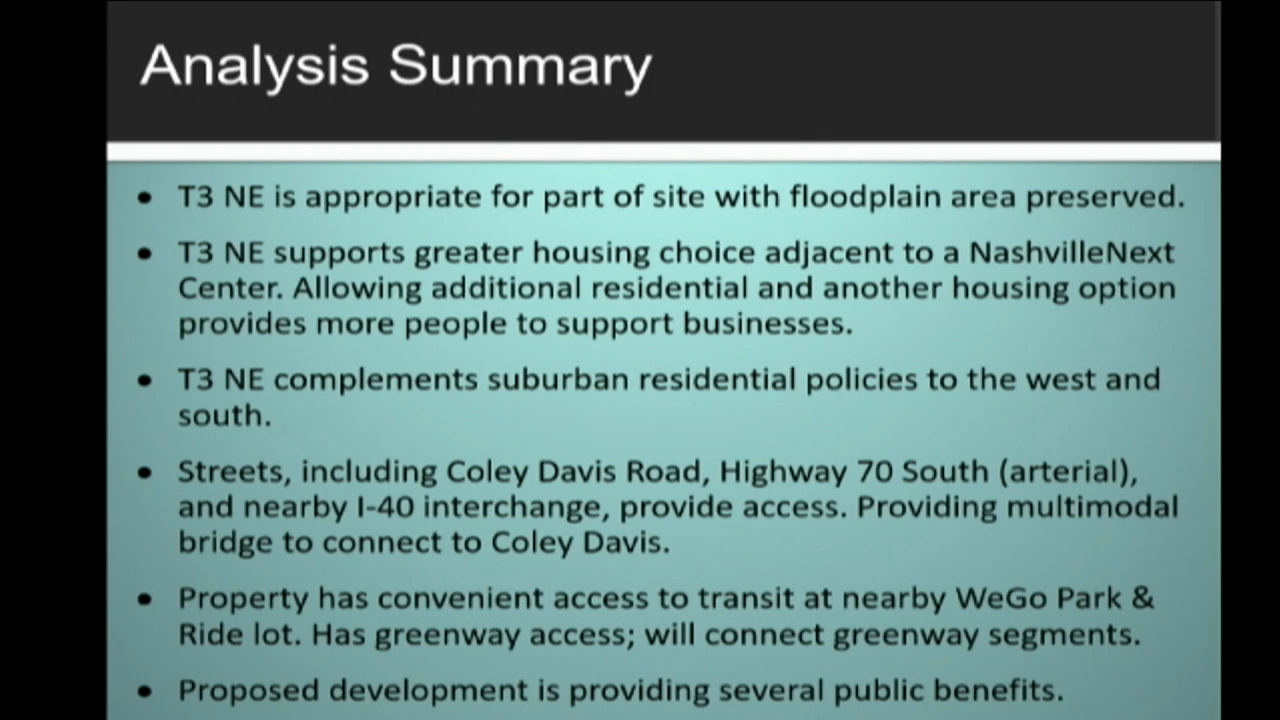 Analysis Summary
• T3 NE is appropriate for part of site with floodplain area preserved.
• T3 NE supports greater housing choice adjacent to a NashvilleNext
Center. Allowing additional residential and another housing option
provides more people to support businesses.
• T3 NE complements suburban residential policies to the west and
south.
• Streets, including Coley Davis Road, Highway 70 South (arterial),
and nearby I-40 interchange, provide access. Providing multimodal
bridge to connect to Coley Davis.
• Property has convenient access to transit at nearby WeGo Park &
Ride lot. Has greenway access; will connect greenway segments.
• Proposed development is providing several public benefits.